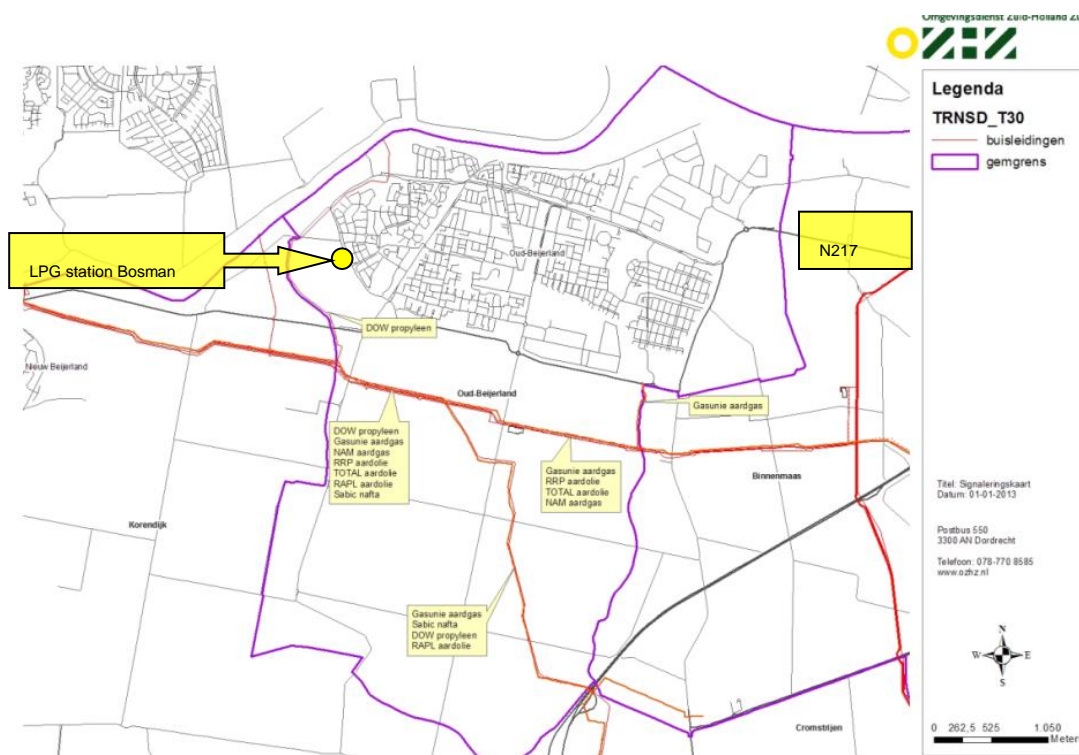 Omgevingsdienst Zuid-Holland Zu
OZHZ
Legenda
TRNSD_T30
buisleidingen
gemgrens
LPG station Bosman
N217
Oud-Beijerland
DOW propyleen
Nieuw Beijerland
Oud-Beijerland
Gasunie aardgas
DOW propyleen
Gasunie aardgas
NAM aardgas
RRP aardolie
TOTAL aardolie
RAPL aardolie
Sabic nafta
Gasunie aardgas
RRP aardolie
TOTAL aardolie
NAM aardgas
Binnenmaas
Korendijk
Gasunie aardgas
Sabic nafta
DOW propyleen
RAPL aardolie
Cromstrijen
Titel: Signaleringskaart
Datum: 01-01-2013
Postbus 550
3300 AN Dordrecht
Telefoon: 078-770 8585
www.ozhz.nl
N
W E
S
0 262,5 525 1.050
Meters